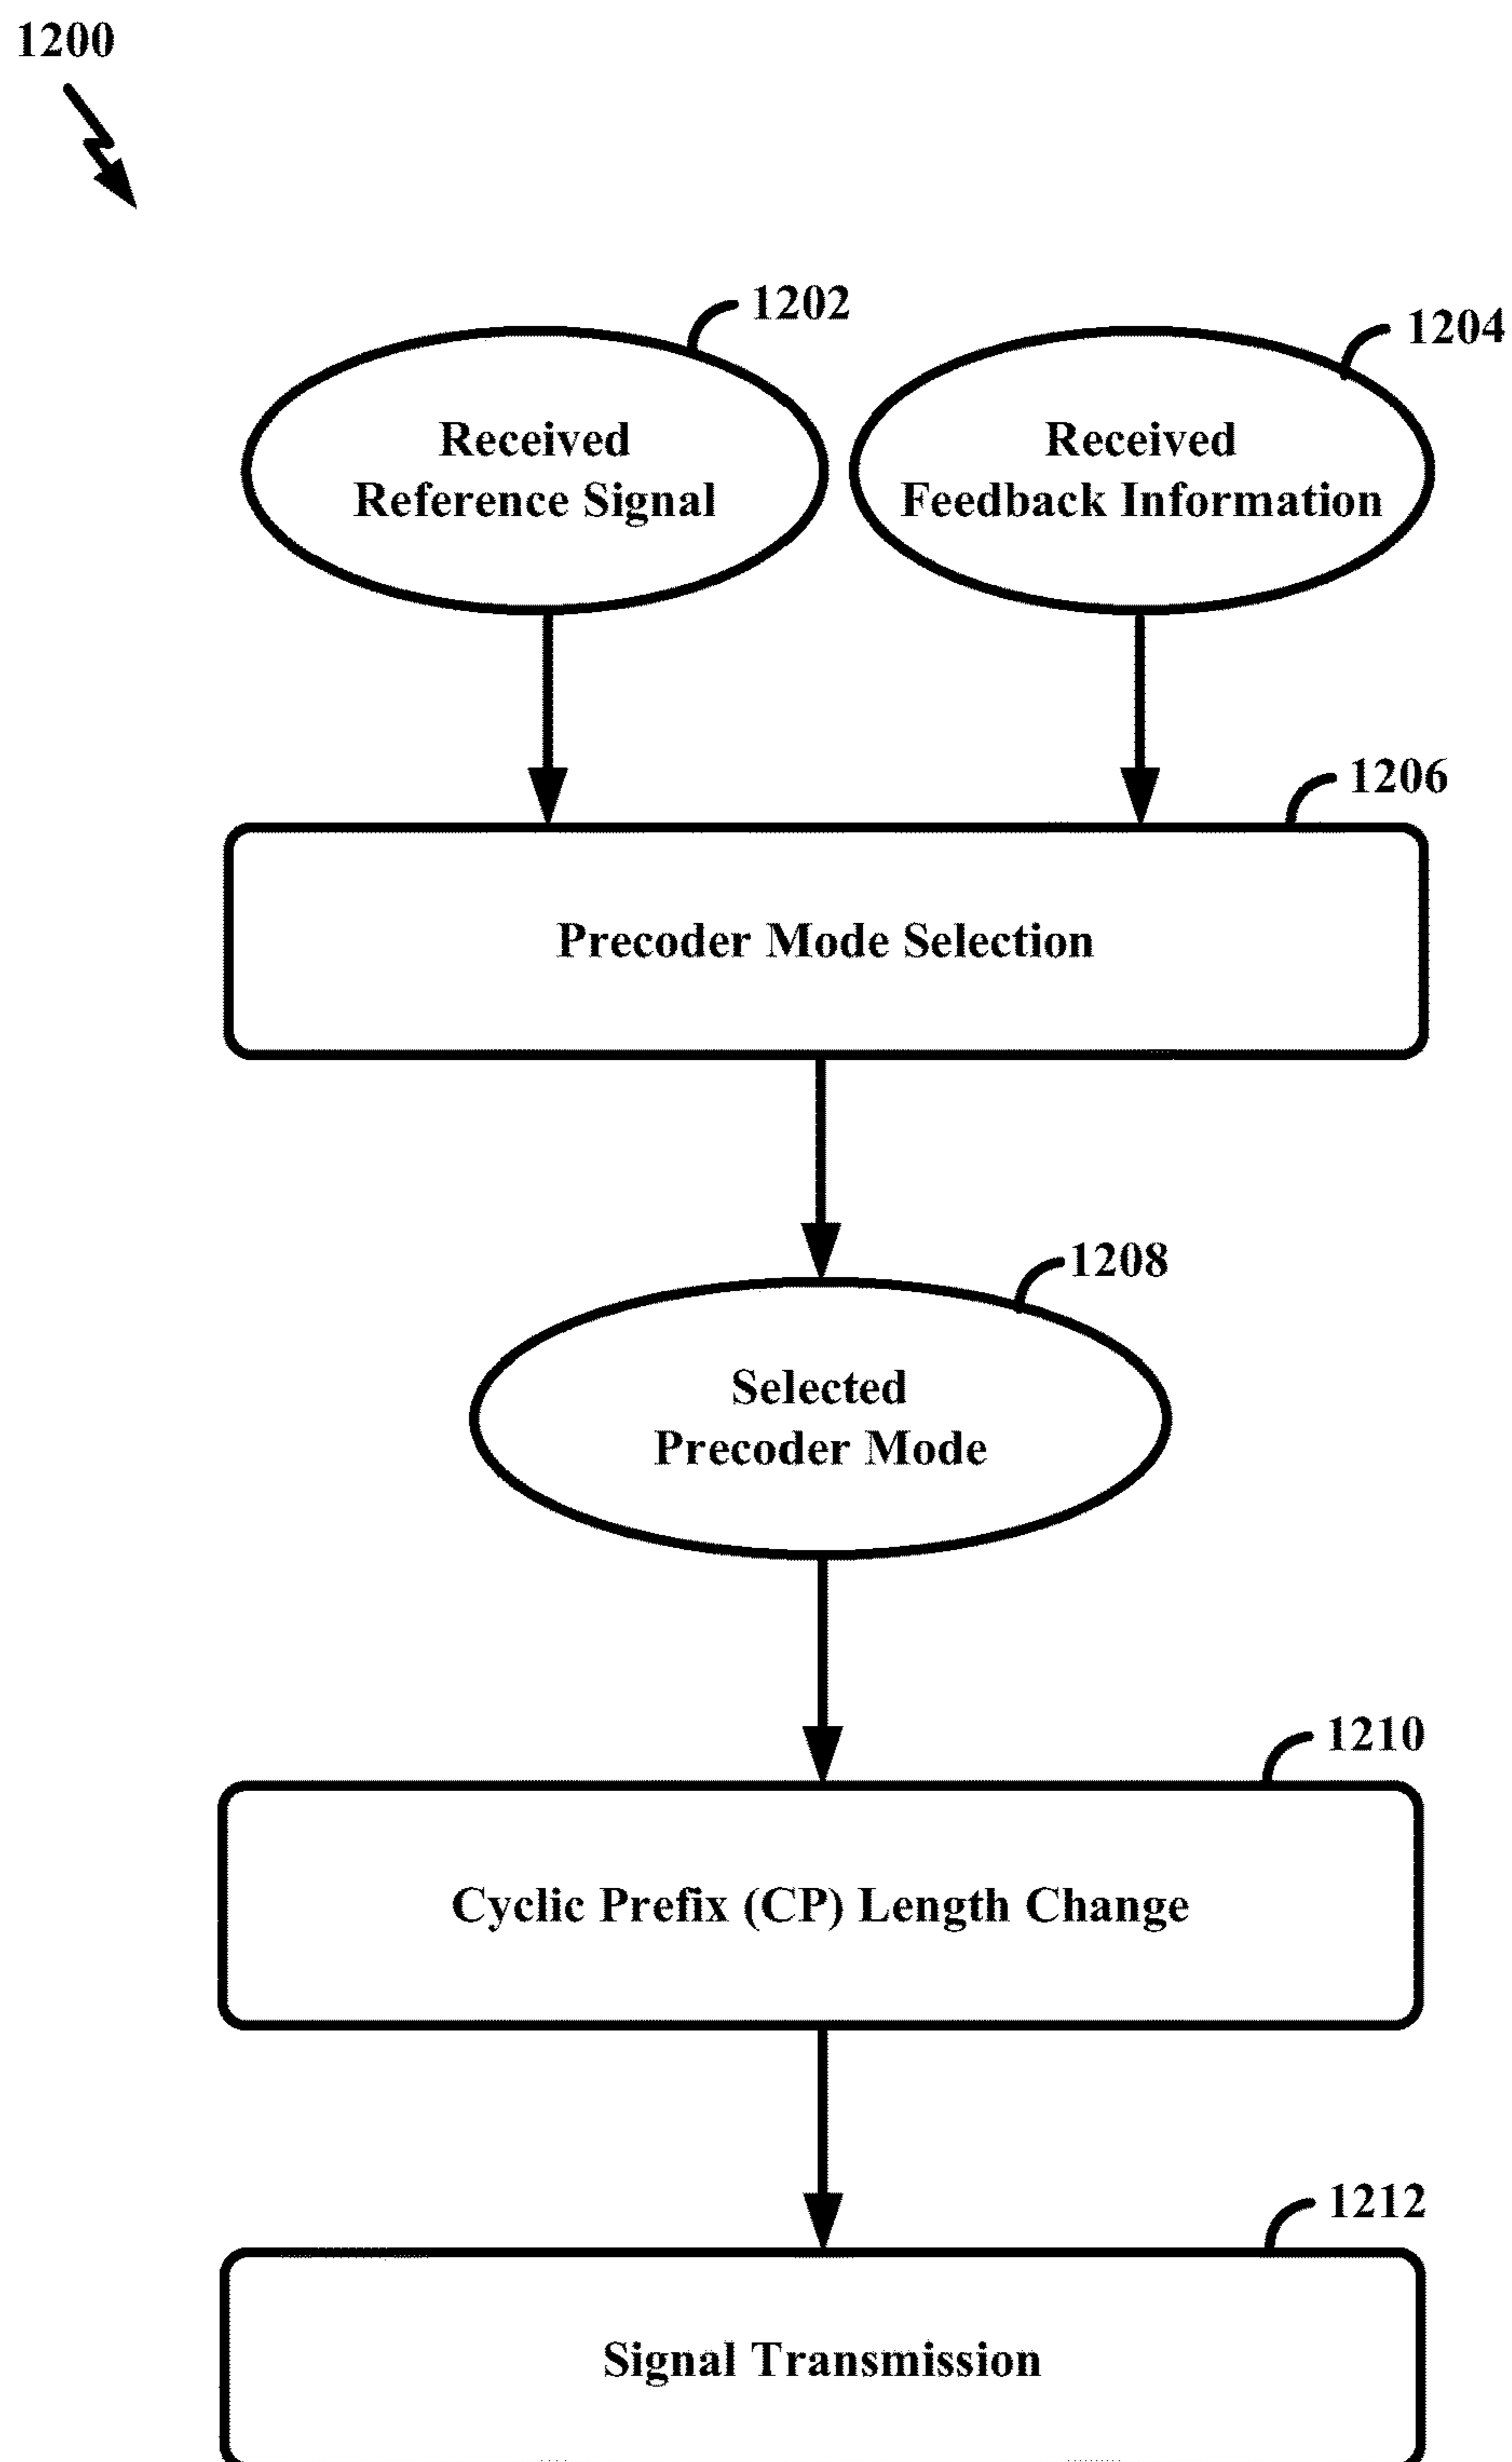 1200
1202
1204
Received
Reference Signal
Received
Feedback Information
1206
Precoder Mode Selection
1208
Selected
Precoder Mode
1210
Cyclic Prefix (CP) Length Change
1212
Signal Transmission